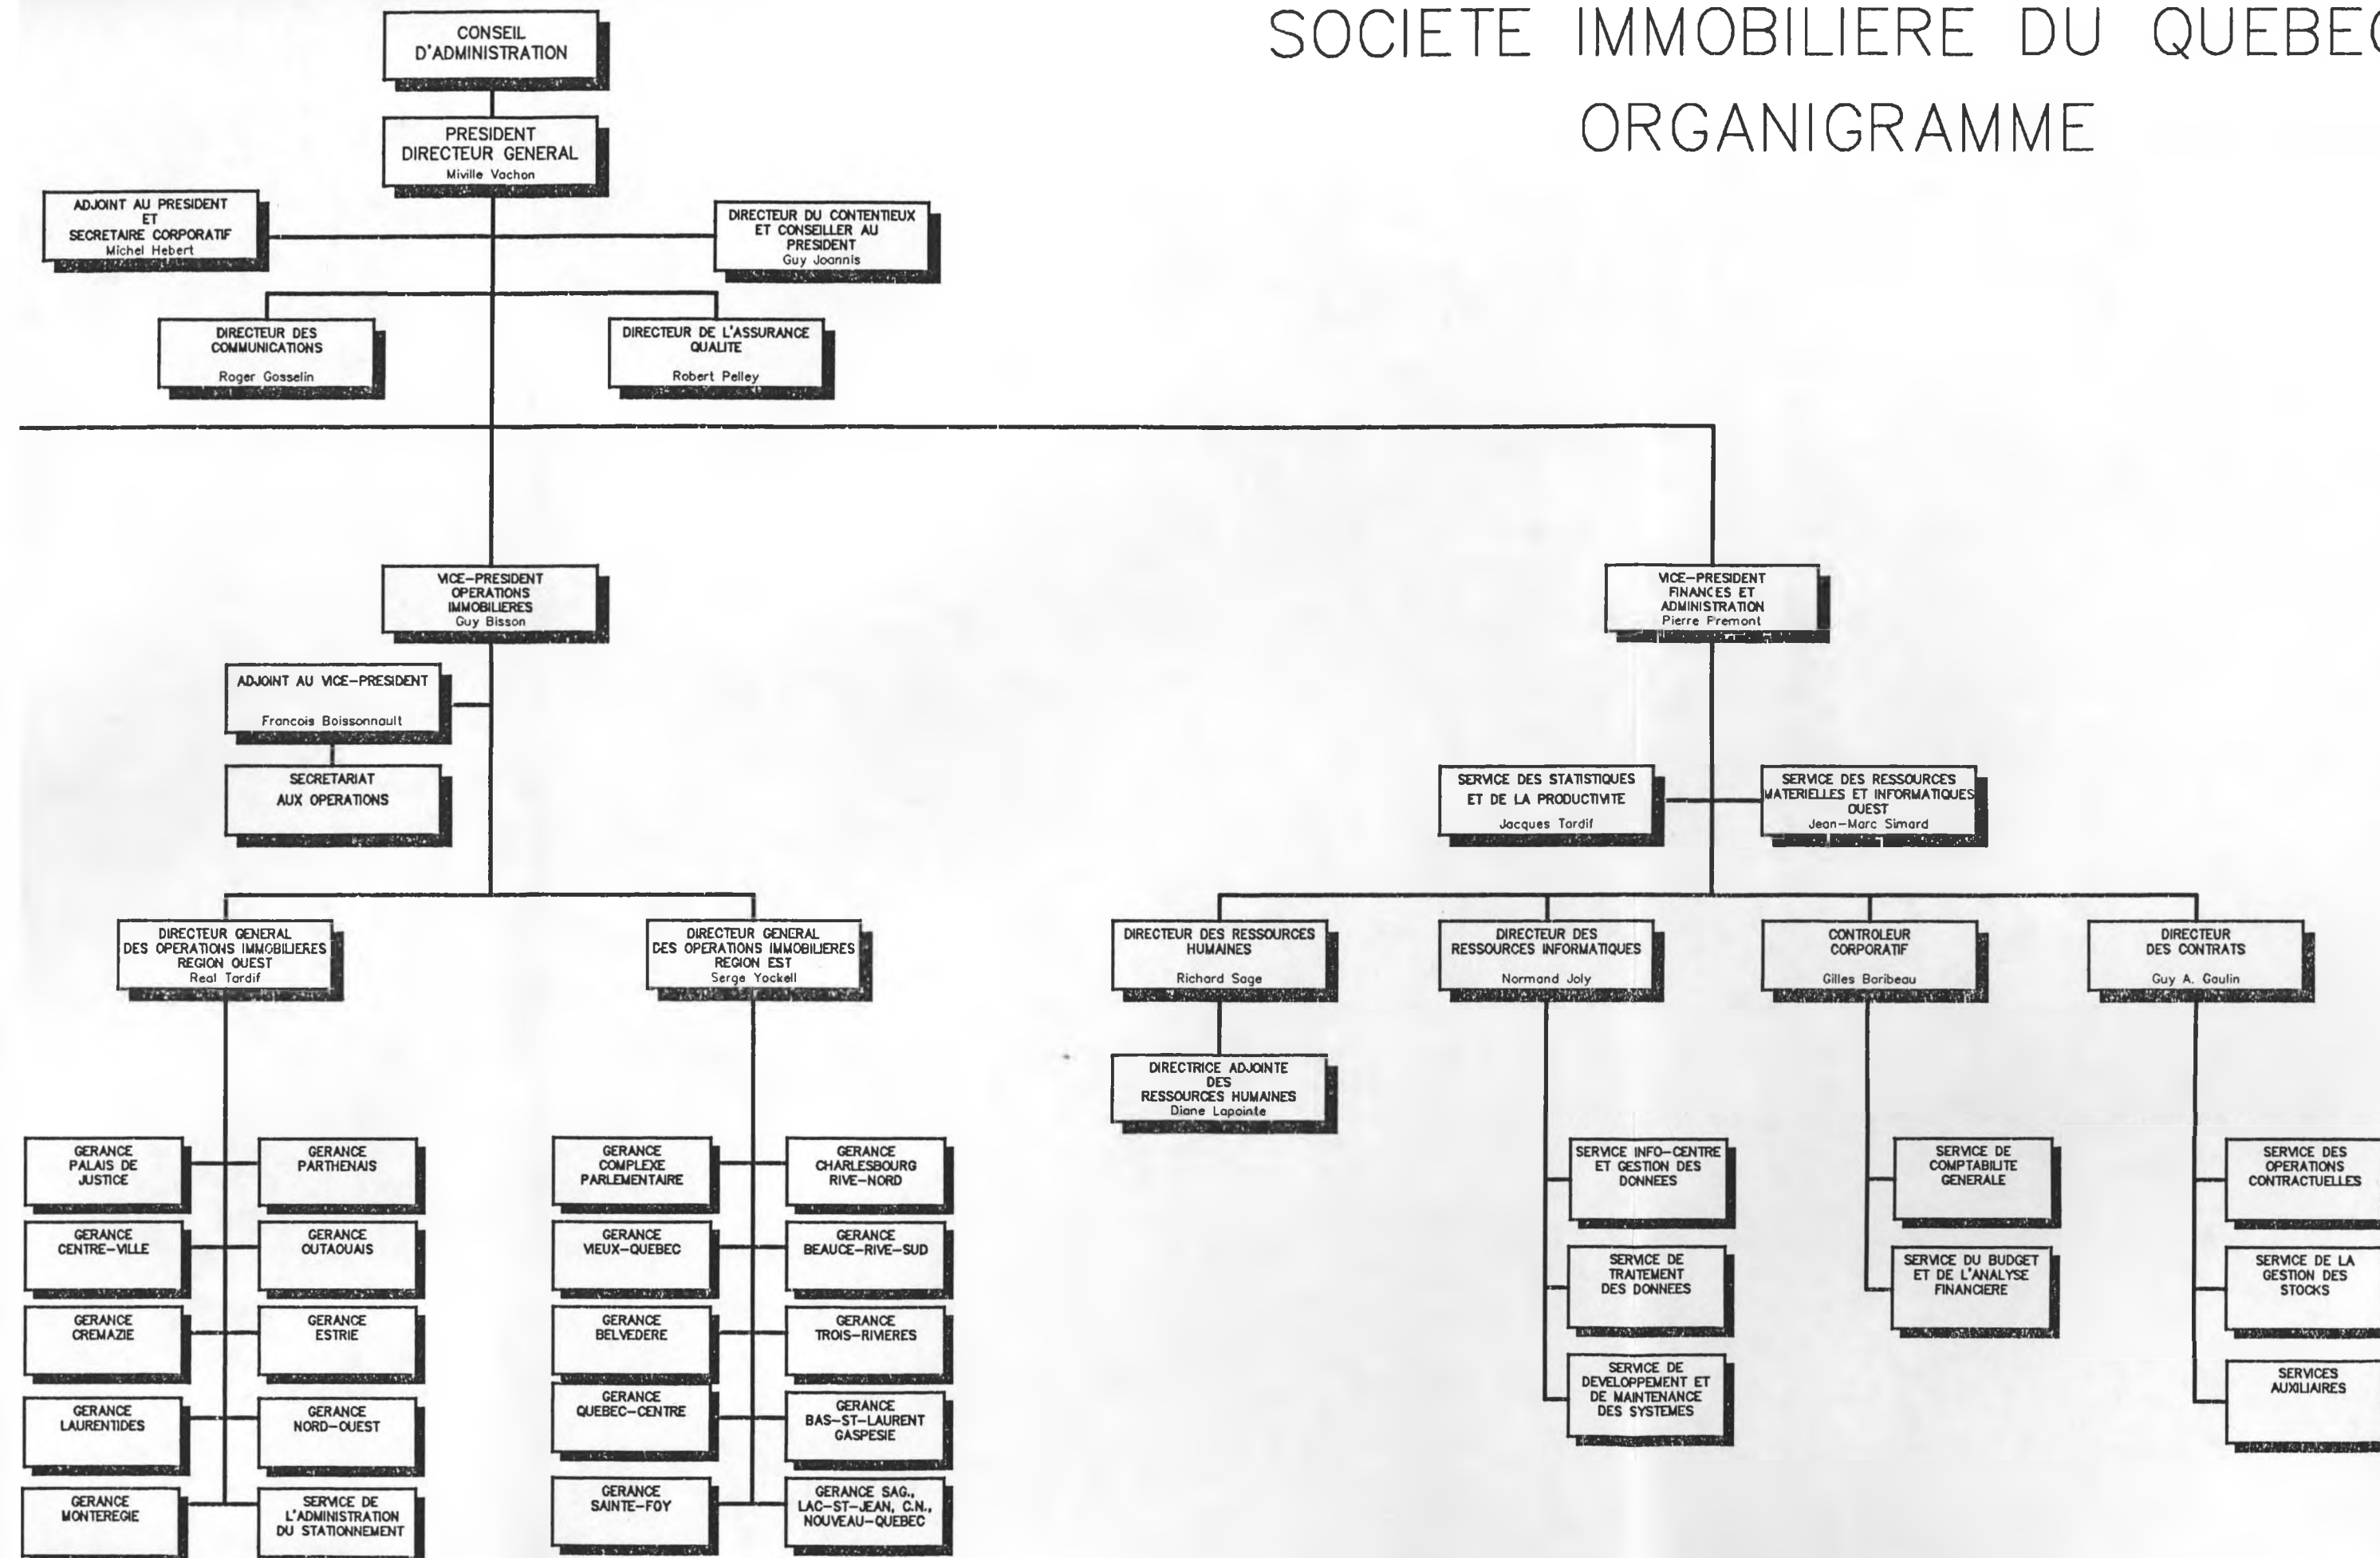 SOCIETE IMMOBILIERE DU QUEBEC
ORGANIGRAMME
CONSEIL
D'ADMINISTRATION
PRESIDENT
DIRECTEUR GENERAL
Miville Vachon
ADJOINT AU PRESIDENT
ET
SECRETAIRE CORPORATIF
Michel Hebert
DIRECTEUR DU CONTENTIEUX
ET CONSEILLER AU
PRESIDENT
Guy Joannis
DIRECTEUR DES
COMMUNICATIONS
Roger Gosselin
DIRECTEUR DE L'ASSURANCE
QUALITE
Robert Pelley
VICE-PRESIDENT
OPERATIONS
IMMOBILIERES
Guy Bisson
VICE-PRESIDENT
FINANCES ET
ADMINISTRATION
Pierre Fremont
ADJOINT AU VICE-PRESIDENT
Francois Boissonnault
SECRETARIAT
AUX OPERATIONS
SERVICE DES STATISTIQUES
ET DE LA PRODUCTIVITE
Jacques Tardif
SERVICE DES RESSOURCES
MATERIELLES ET INFORMATIQUES
OUEST
Jean-Marc Simard
DIRECTEUR GENERAL
DES OPERATIONS IMMOBILIERES
REGION OUEST
Real Tardif
DIRECTEUR GENERAL
DES OPERATIONS IMMOBILIERES
REGION EST
Serge Yockell
DIRECTEUR DES RESSOURCES
HUMAINES
Richard Sage
DIRECTEUR DES
RESSOURCES INFORMATIQUES
Normand Joly
CONTROLEUR
CORPORATIF
Gilles Baribeau
DIRECTEUR
DES CONTRATS
Guy A. Gaulin
DIRECTRICE ADJOINTE
DES
RESSOURCES HUMAINES
Diane Lapointe
GERANCE
PALAIS DE
JUSTICE
GERANCE
PARTHENAIS
GERANCE
CENTRE-VILLE
GERANCE
OUTAOUAIS
GERANCE
CREMAZIE
GERANCE
ESTRIE
GERANCE
LAURENTIDES
GERANCE
NORD-OUEST
GERANCE
MONTEREGIE
SERVICE DE
L'ADMINISTRATION
DU STATIONNEMENT
GERANCE
COMPLEXE
PARLEMENTAIRE
GERANCE
CHARLESBOURG
RIVE-NORD
GERANCE
VIEUX-QUEBEC
GERANCE
BEAUCE-RIVE-SUD
GERANCE
BELVEDERE
GERANCE
TROIS-RIVIERES
GERANCE
QUEBEC-CENTRE
GERANCE
BAS-ST-LAURENT
GASPESIE
GERANCE
SAINTE-FOY
GERANCE SAG.,
LAC-ST-JEAN, C.N.,
NOUVEAU-QUEBEC
SERVICE INFO-CENTRE
ET GESTION DES
DONNEES
SERVICE DE
TRAITEMENT
DES DONNEES
SERVICE DE
DEVELOPPEMENT ET
DE MAINTENANCE
DES SYSTEMES
SERVICE DE
COMPTABILITE
GENERALE
SERVICE DU BUDGET
ET DE L'ANALYSE
FINANCIERE
SERVICE DES
OPERATIONS
CONTRACTUELLES
SERVICE DE LA
GESTION DES
STOCKS
SERVICES
AUXILIAIRES